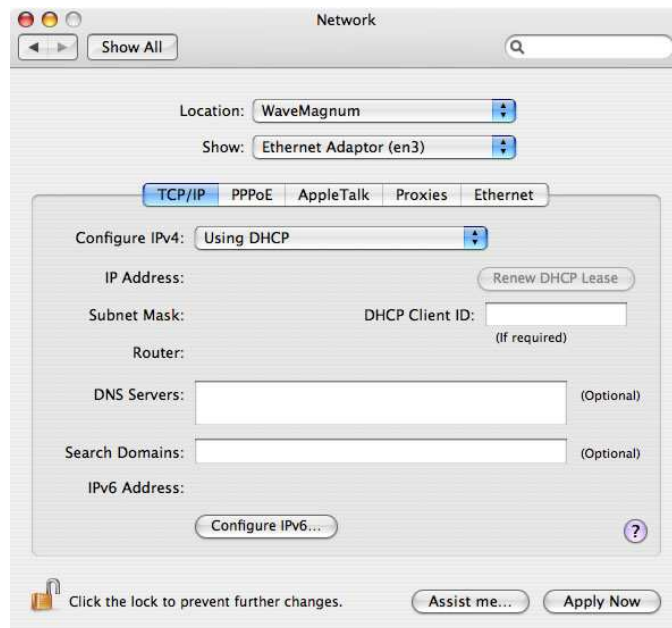 Network
Show All
Location: WaveMagnum
Show: Ethernet Adaptor (en3)
TCP/IP PPPoE AppleTalk Proxies Ethernet
Configure IPv4: Using DHCP
IP Address: Renew DHCP Lease
Subnet Mask: DHCP Client ID:
(If required)
Router:
DNS Servers: (Optional)
Search Domains: (Optional)
IPv6 Address:
Configure IPv6...
?
Click the lock to prevent further changes. Assist me... Apply Now